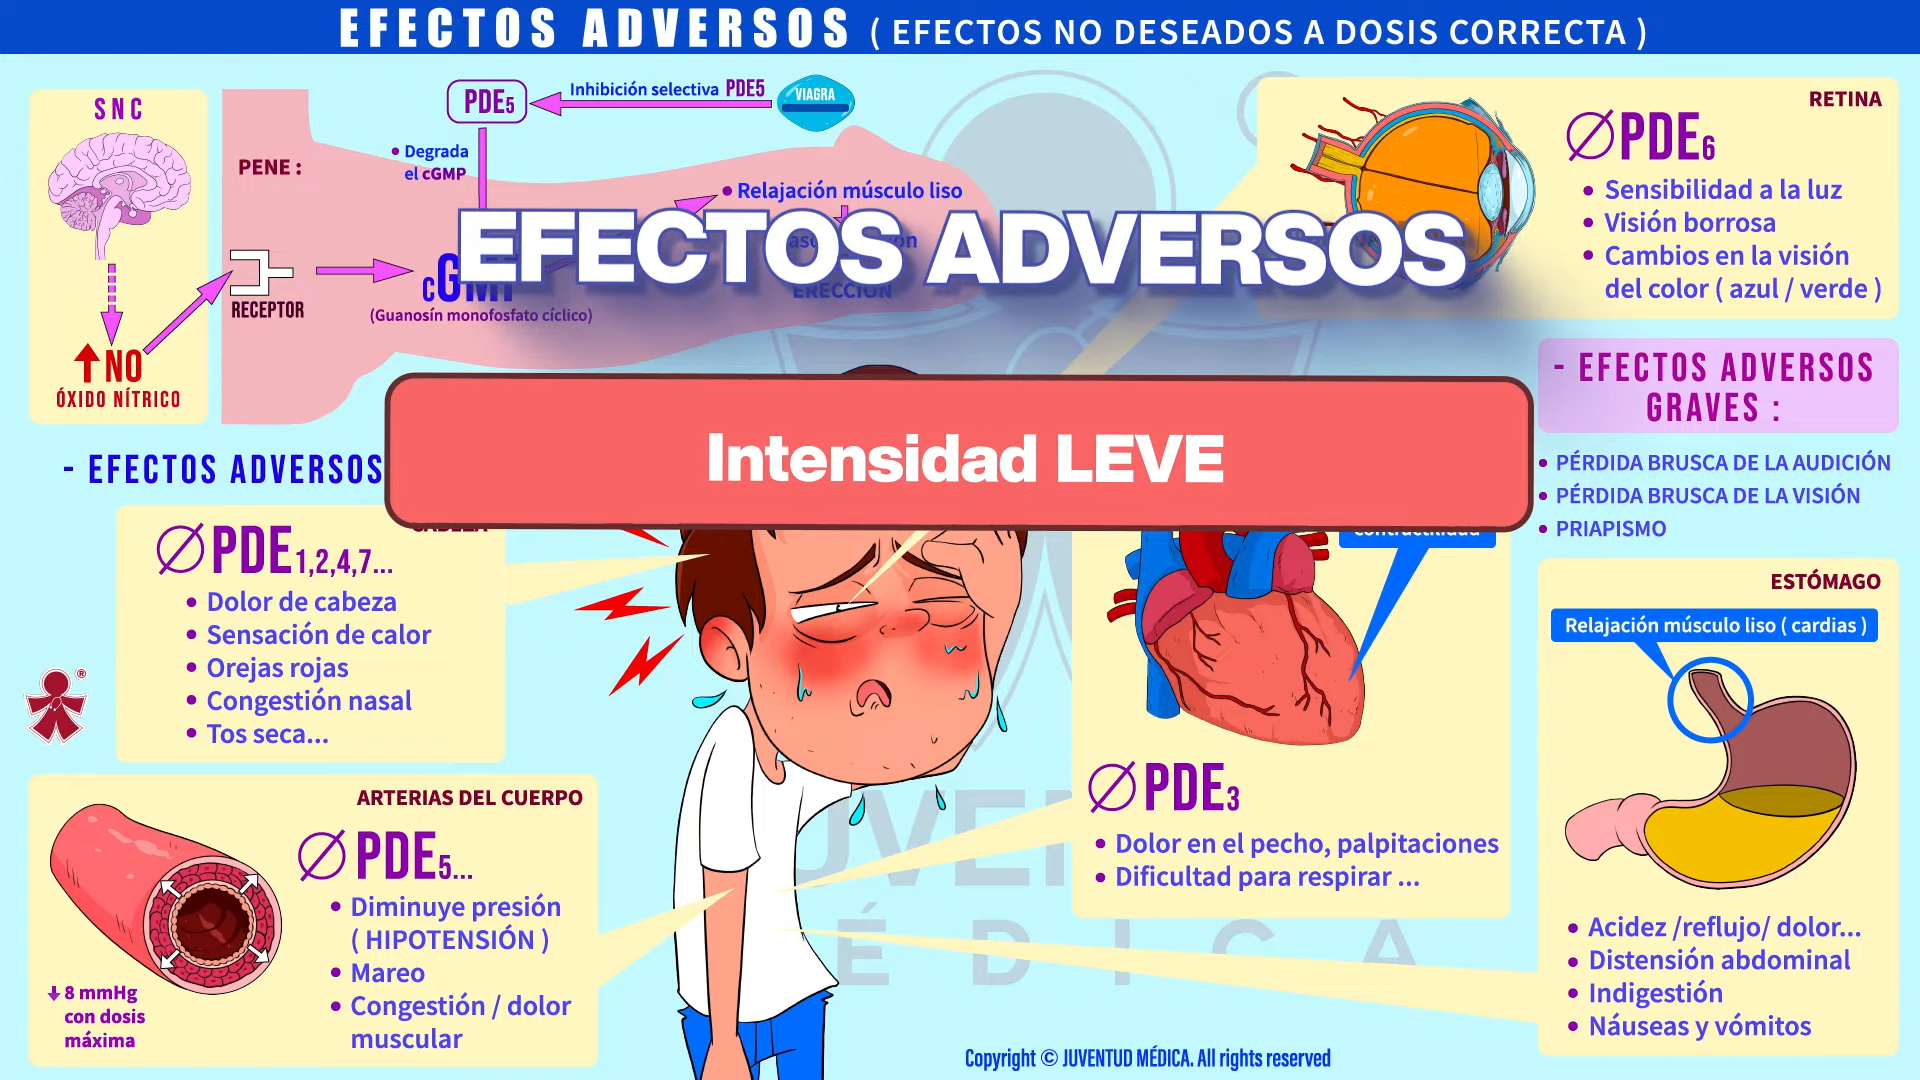 EFECTOS ADVERSOS ( EFECTOS NO DESEADOS A DOSIS CORRECTA )
SNC
ÓXIDO NÍTRICO
↑NO
PENE :
RECEPTOR
PDE5
Inhibición selectiva PDE5
VIAGRA
• Degrada
el cGMP
• Relajación músculo liso
ERECCIÓN
(Guanosín monofosfato cíclico)
EFECTOS ADVERSOS
Intensidad LEVE
RETINA
∅PDE6
• Sensibilidad a la luz
• Visión borrosa
• Cambios en la visión
del color ( azul / verde )
- EFECTOS ADVERSOS
GRAVES :
• PÉRDIDA BRUSCA DE LA AUDICIÓN
• PÉRDIDA BRUSCA DE LA VISIÓN
• PRIAPISMO
- EFECTOS ADVERSOS
∅PDE1,2,4,7...
• Dolor de cabeza
• Sensación de calor
• Orejas rojas
• Congestión nasal
• Tos seca...
®
ARTERIAS DEL CUERPO
∅PDE5...
• Diminuye presión
( HIPOTENSIÓN )
• Mareo
• Congestión / dolor
muscular
↓ 8 mmHg
con dosis
máxima
∅PDE3
• Dolor en el pecho, palpitaciones
• Dificultad para respirar ...
ESTÓMAGO
Relajación músculo liso ( cardias )
• Acidez /reflujo/ dolor...
• Distensión abdominal
• Indigestión
• Náuseas y vómitos
Copyright © JUVENTUD MÉDICA. All rights reserved